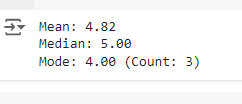 Mean: 4.82
Median: 5.00
Mode: 4.00 (Count: 3)